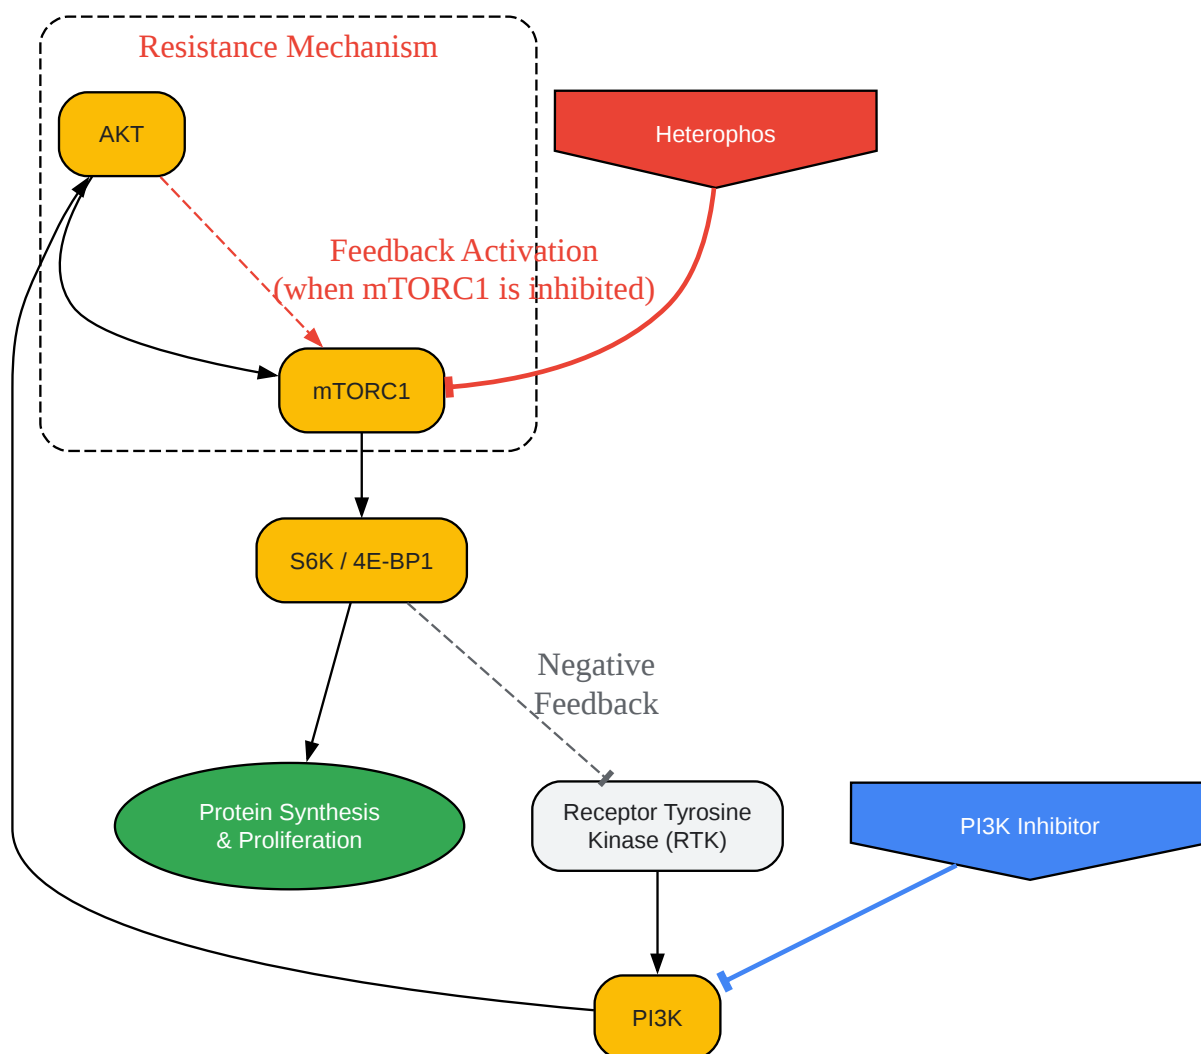 Resistance Mechanism
AKT
Heterophos
Feedback Activation
(when mTORC1 is inhibited)
mTORC1
S6K / 4E-BP1
Negative
Feedback
Protein Synthesis
& Proliferation
Receptor Tyrosine
Kinase (RTK)
PI3K Inhibitor
PI3K